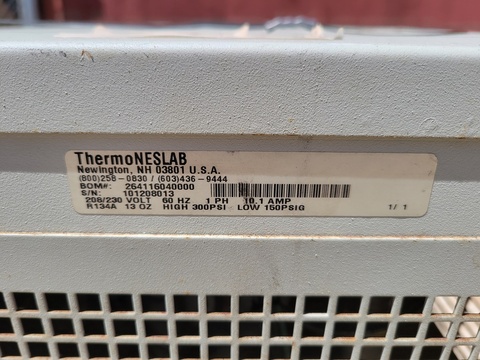 ThermoNESLAB
Newington, NH 03801 U.S.A.
(800)258-0830 / (603)436-9444
BOM#: 264116040000
S/N: 101208013
208/230 VOLT 60 HZ 1 PH 10.1 AMP
R134A 13 OZ HIGH 300PSI LOW 150PSIG 1/ 1